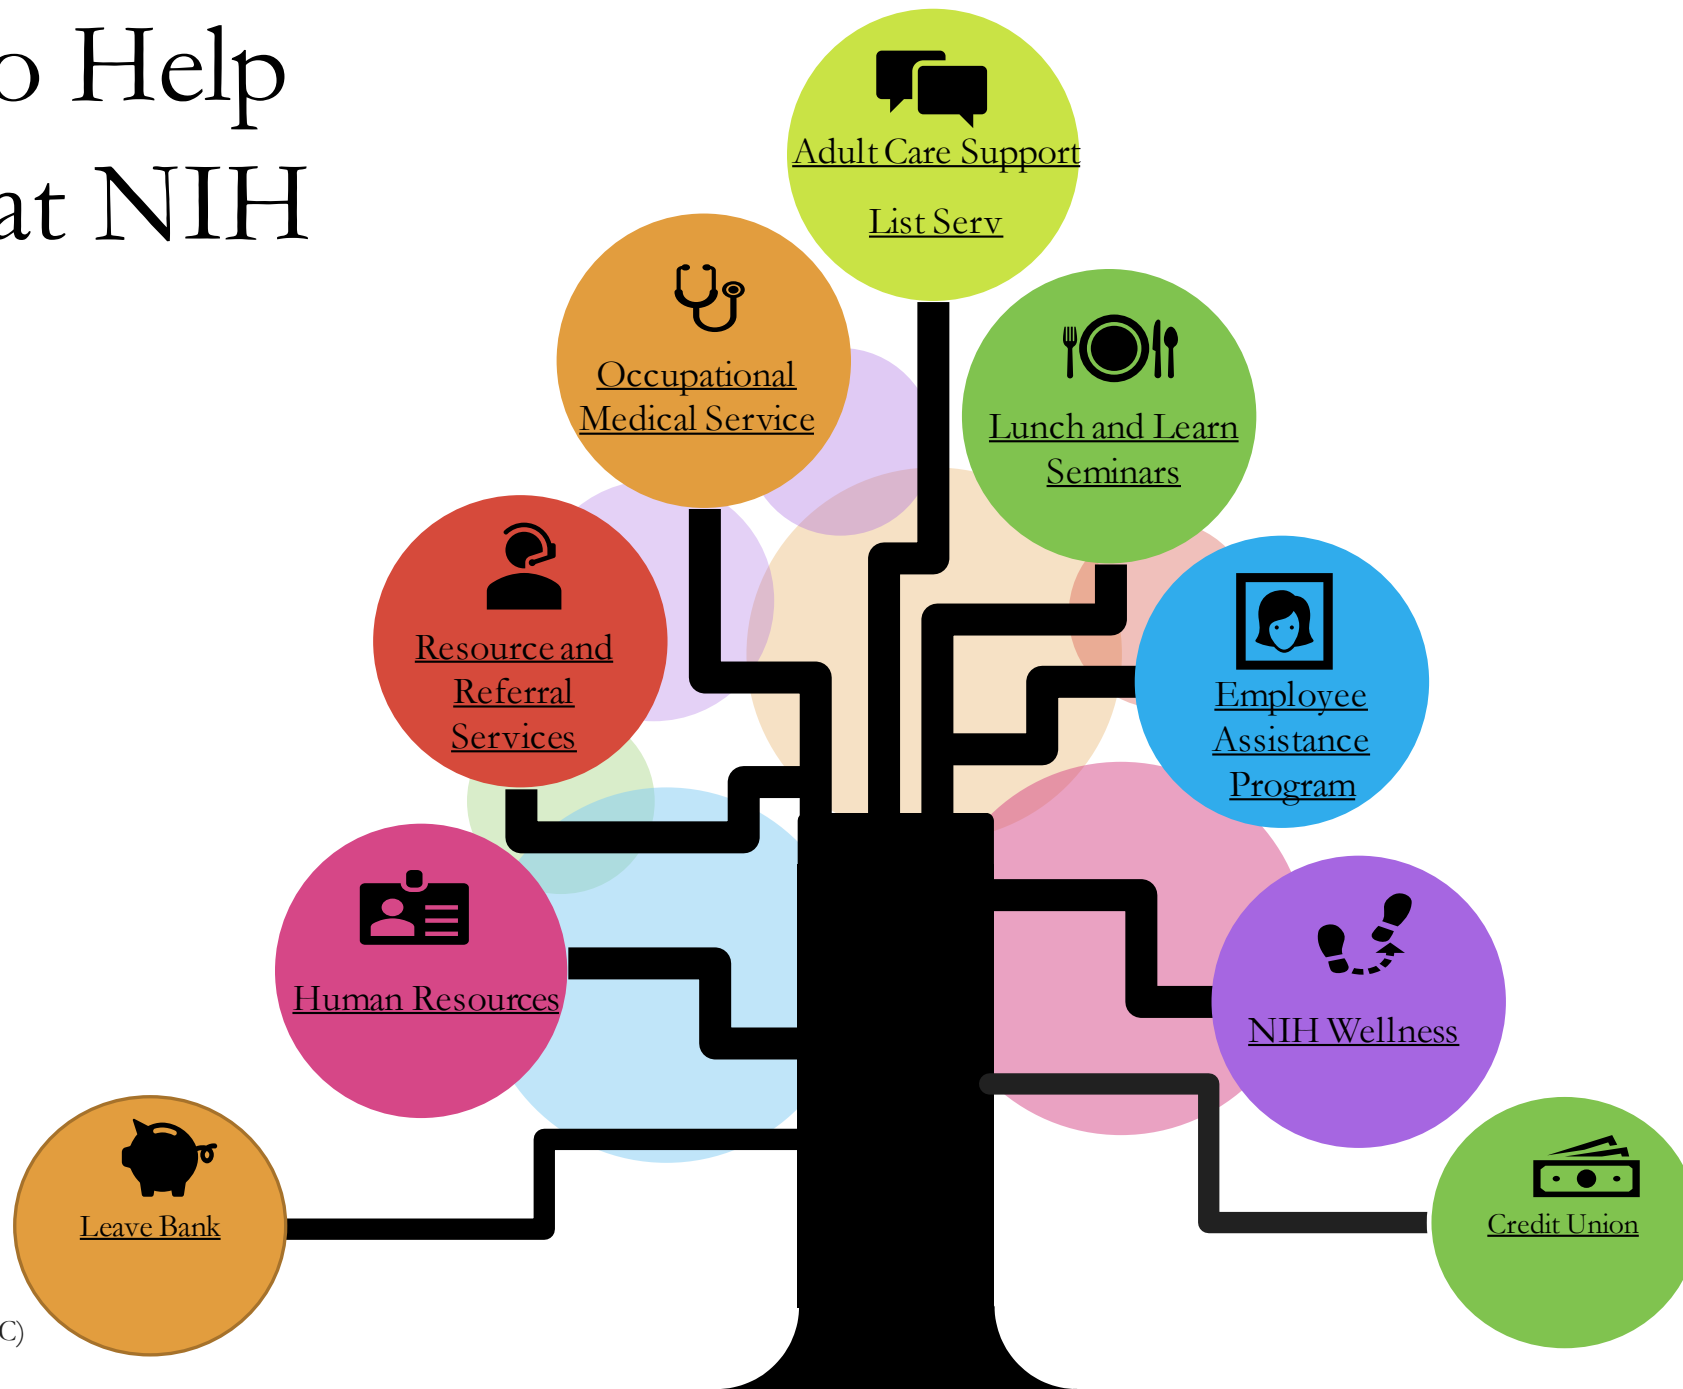 o Help
at NIH
Adult Care Support
List Serv
Occupational
Medical Service
Lunch and Learn
Seminars
Resource and
Referral
Services
Employee
Assistance
Program
Human Resources
NIH Wellness
Leave Bank
Credit Union
C)